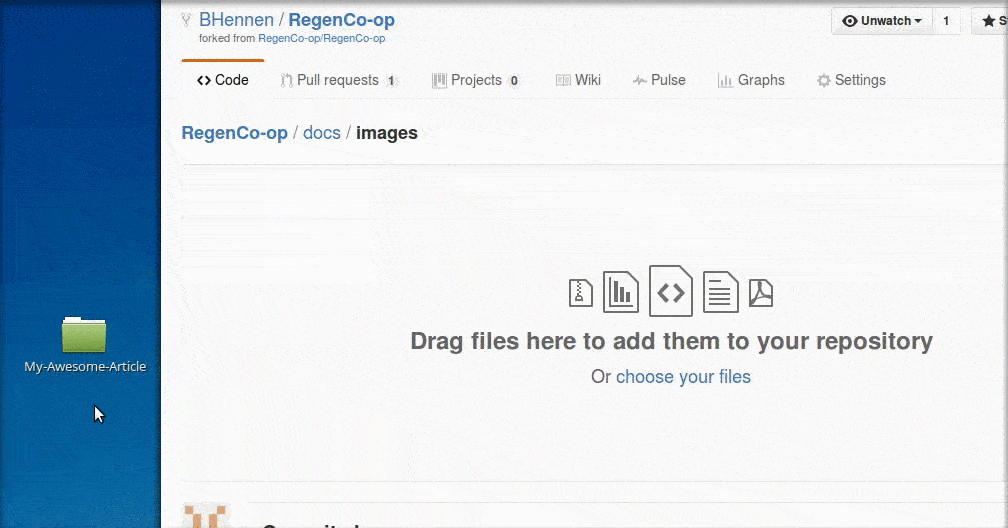 BHennen / RegenCo-op
Unwatch 1
forked from RegenCo-op/RegenCo-op
Code Pull requests 1 Projects 0 Wiki Pulse Graphs Settings
RegenCo-op / docs / images
Drag files here to add them to your repository
Or choose your files
My-Awesome-Article